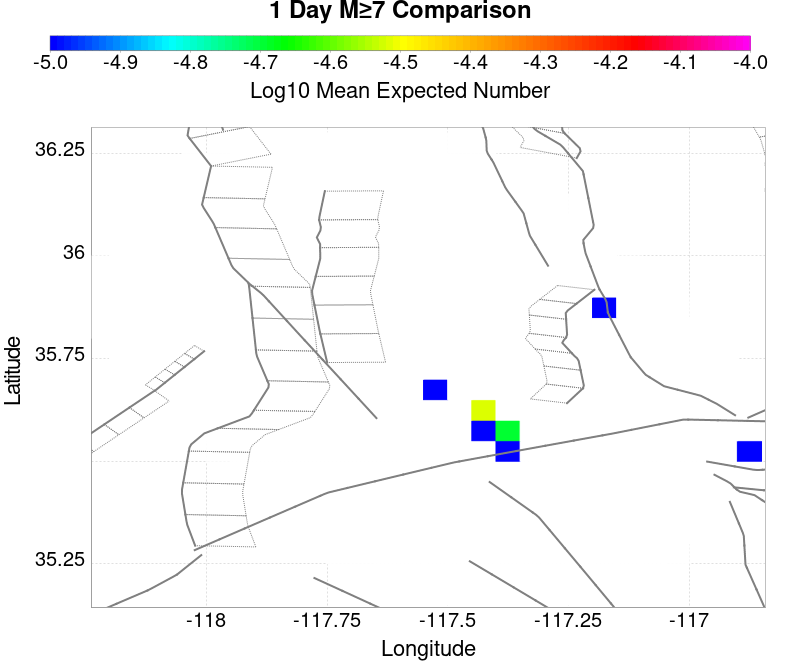 1 Day M≥7 Comparison
-5.0 -4.9 -4.8 -4.7 -4.6 -4.5 -4.4 -4.3 -4.2 -4.1 -4.0
Log10 Mean Expected Number
36.25
36
35.75
35.25
Latitude
-118 -117.75 -117.5 -117.25 -117
Longitude